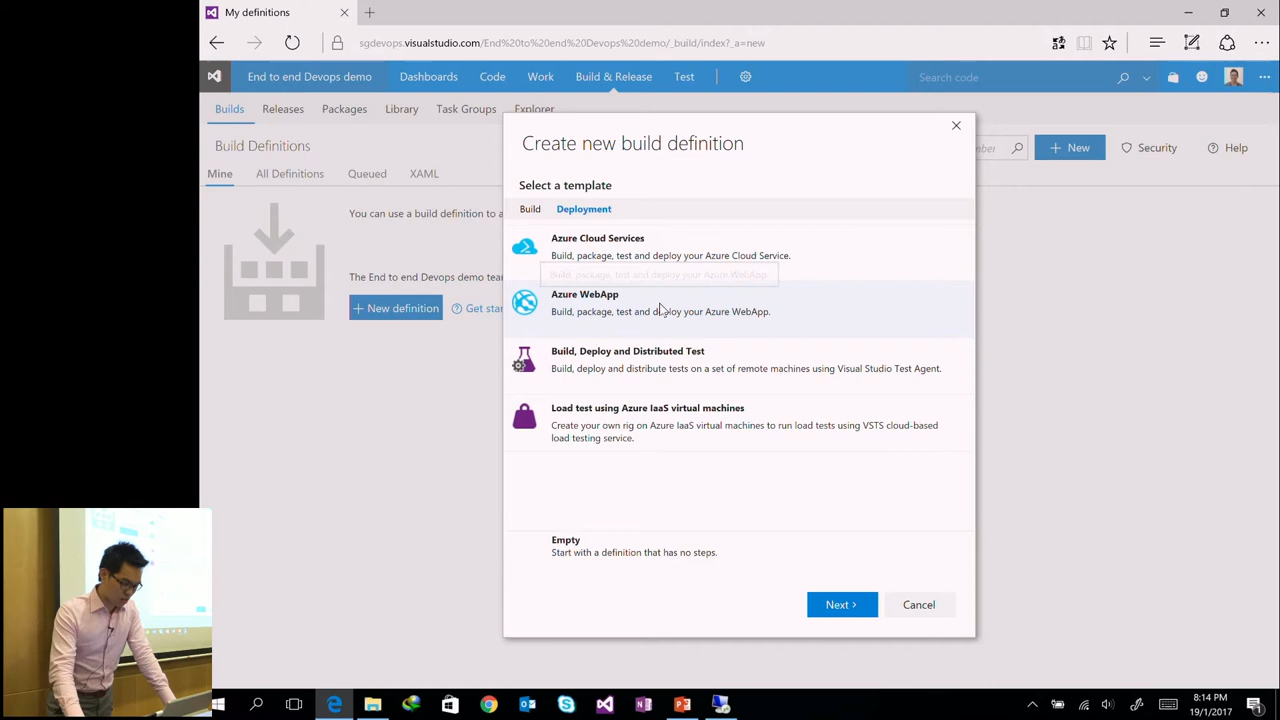 My definitions
sgdevops.visualstudio.com/End%20to%20end%20Devops%20demo/_build/index?_a=new
End to end Devops demo Dashboards Code Work Build & Release Test Search code
Builds Releases Packages Library Task Groups Explorer
Build Definitions
+ New Security Help
Mine All Definitions Queued XAML
You can use a build definition to a
The End to end Devops demo tea
+ New definition Get star
Create new build definition
Select a template
Build Deployment
Azure Cloud Services
Build, package, test and deploy your Azure Cloud Service.
Build, package, test and deploy your Azure WebApp.
Azure WebApp
Build, package, test and deploy your Azure WebApp.
Build, Deploy and Distributed Test
Build, deploy and distribute tests on a set of remote machines using Visual Studio Test Agent.
Load test using Azure IaaS virtual machines
Create your own rig on Azure IaaS virtual machines to run load tests using VSTS cloud-based
load testing service.
Empty
Start with a definition that has no steps.
Next > Cancel
8:14 PM
19/1/2017